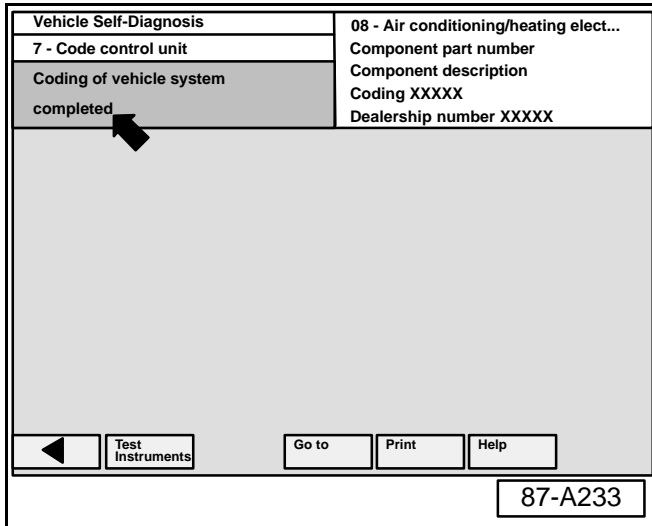 Vehicle Self-Diagnosis
7 - Code control unit
Coding of vehicle system
completed
08 - Air conditioning/heating elect...
Component part number
Component description
Coding XXXXX
Dealership number XXXXX
Test
Instruments
Go to
Print
Help
87-A233